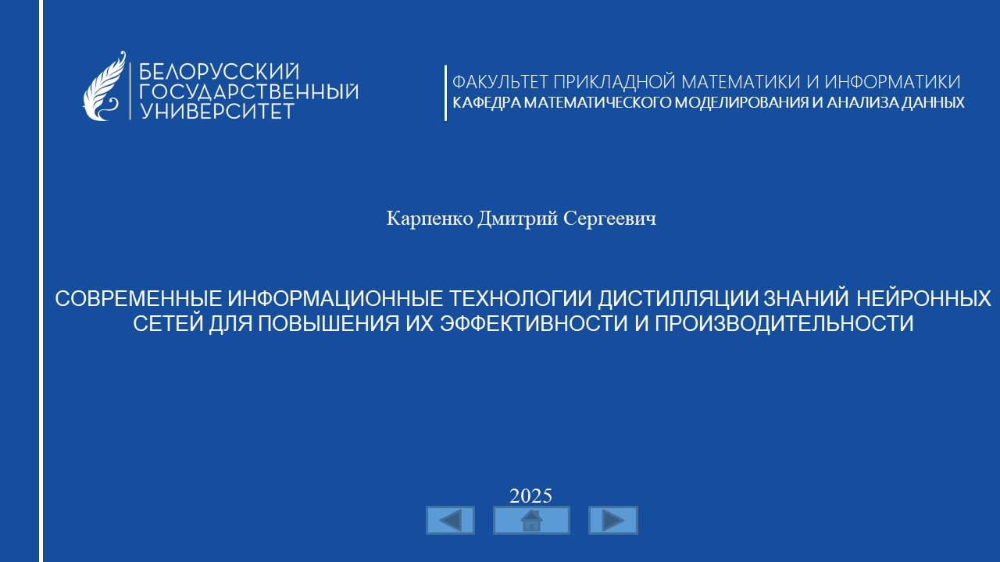 БЕЛОРУССКИЙ
ГОСУДАРСТВЕННЫЙ
УНИВЕРСИТЕТ
ФАКУЛЬТЕТ ПРИКЛАДНОЙ МАТЕМАТИКИ И ИНФОРМАТИКИ
КАФЕДРА МАТЕМАТИЧЕСКОГО МОДЕЛИРОВАНИЯ И АНАЛИЗА ДАННЫХ
Карпенко Дмитрий Сергеевич
СОВРЕМЕННЫЕ ИНФОРМАЦИОННЫЕ ТЕХНОЛОГИИ ДИСТИЛЛЯЦИИ ЗНАНИЙ НЕЙРОННЫХ
СЕТЕЙ ДЛЯ ПОВЫШЕНИЯ ИХ ЭФФЕКТИВНОСТИ И ПРОИЗВОДИТЕЛЬНОСТИ
2025